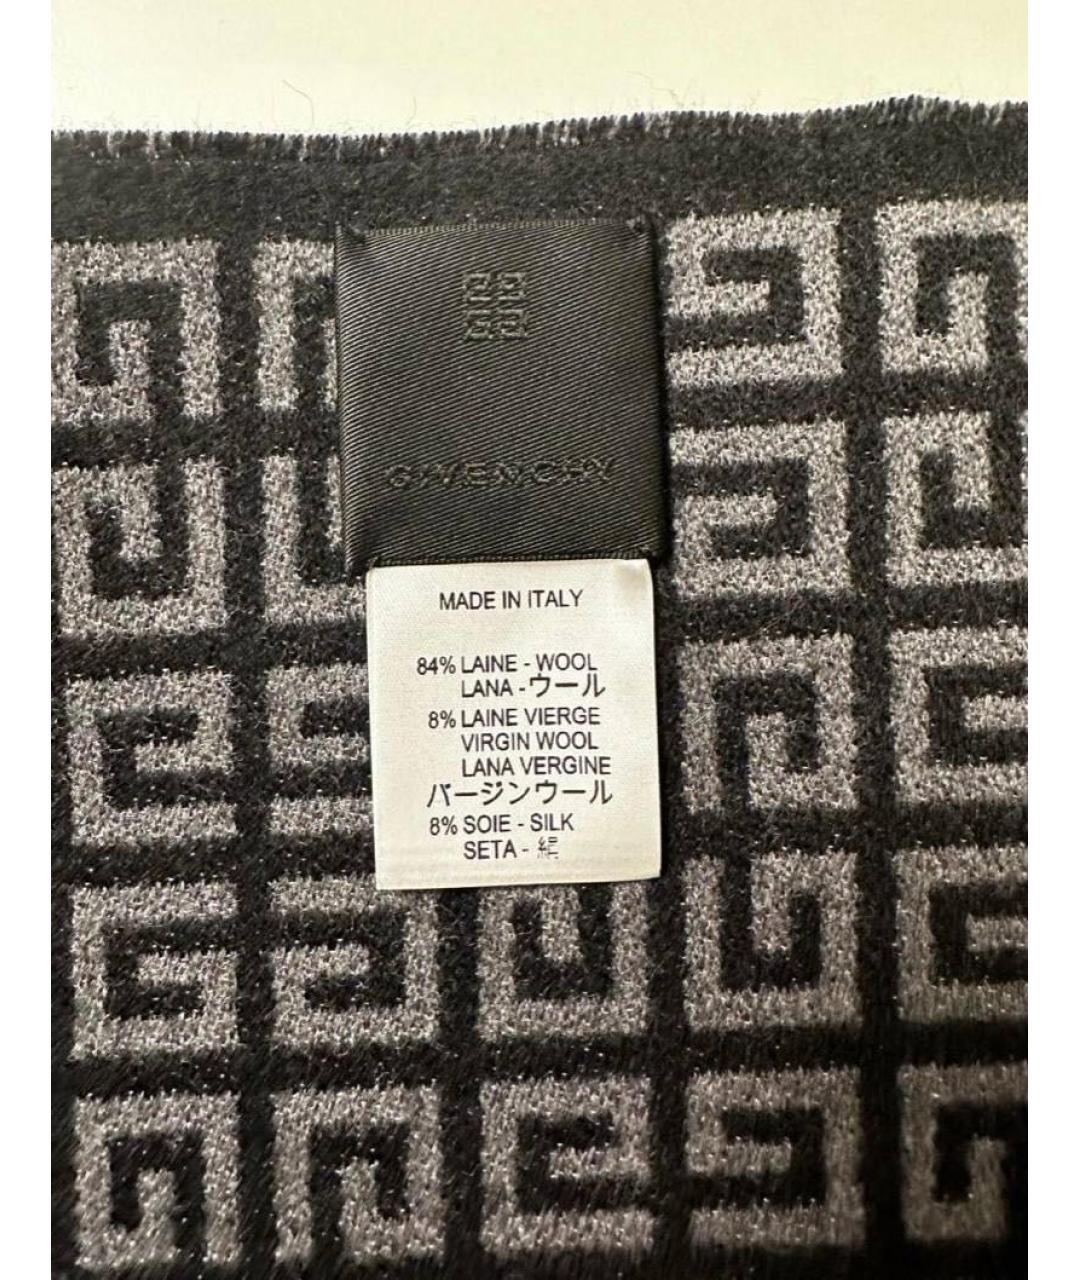 GIVENCHY
MADE IN ITALY
84% LAINE - WOOL
LANA - ウール
8% LAINE VIERGE
VIRGIN WOOL
LANA VERGINE
バージンウール
8% SOIE - SILK
SETA - 絹